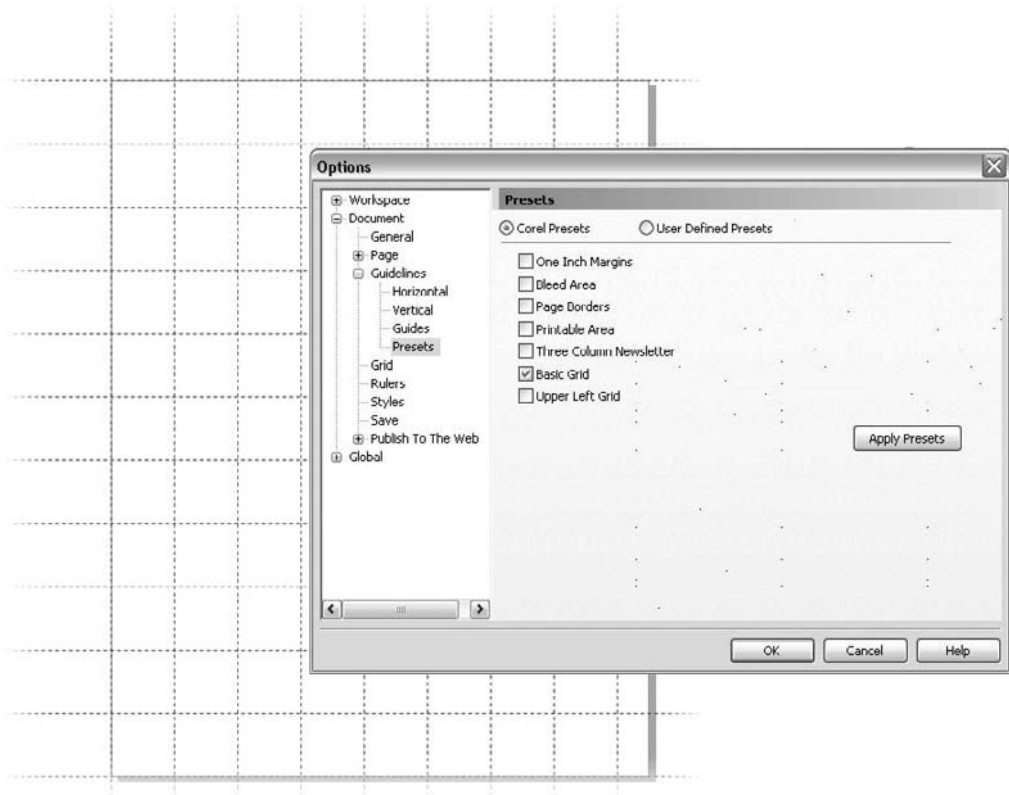 Options
Workspace
Document
General
Page
Guidelines
Horizontal
Vertical
Guides
Presets
Grid
Rulers
Styles
Save
Publish To The Web
Global
Presets
Corel Presets User Defined Presets
One Inch Margins
Bleed Area
Page Borders
Printable Area
Three Column Newsletter
Basic Grid
Upper Left Grid
Apply Presets
OK Cancel Help